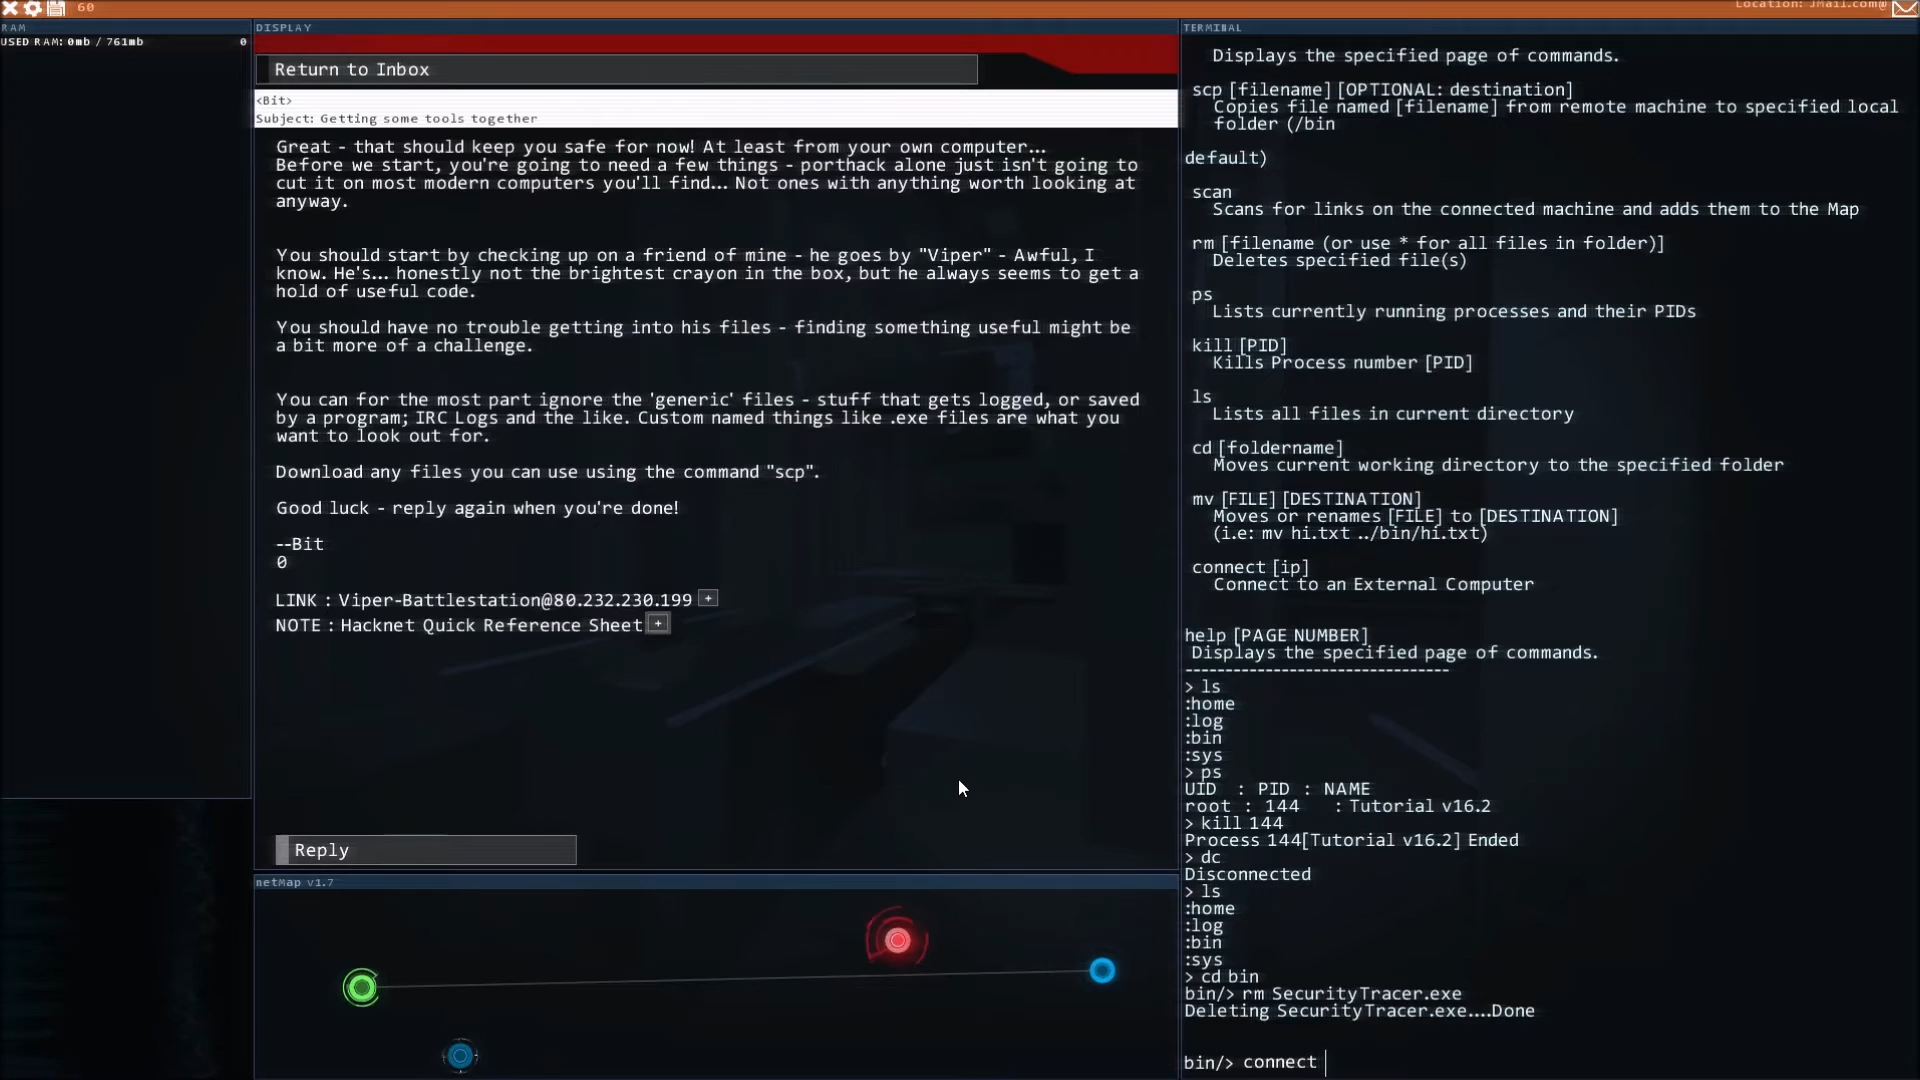 60
Location: JMail.com@
RAM
USED RAM: 0mb / 761mb 0
DISPLAY
Return to Inbox
<Bit>
Subject: Getting some tools together
Great - that should keep you safe for now! At least from your own computer...
Before we start, you're going to need a few things - porthack alone just isn't going to
cut it on most modern computers you'll find... Not ones with anything worth looking at
anyway.
You should start by checking up on a friend of mine - he goes by "Viper" - Awful, I
know. He's... honestly not the brightest crayon in the box, but he always seems to get a
hold of useful code.
You should have no trouble getting into his files - finding something useful might be
a bit more of a challenge.
You can for the most part ignore the 'generic' files - stuff that gets logged, or saved
by a program; IRC Logs and the like. Custom named things like .exe files are what you
want to look out for.
Download any files you can use using the command "scp".
Good luck - reply again when you're done!
--Bit
0
LINK : Viper-Battlestation@80.232.230.199 +
NOTE : Hacknet Quick Reference Sheet +
Reply
netMap v1.7
TERMINAL
Displays the specified page of commands.
scp [filename] [OPTIONAL: destination]
Copies file named [filename] from remote machine to specified local
folder (/bin
default)
scan
Scans for links on the connected machine and adds them to the Map
rm [filename (or use * for all files in folder)]
Deletes specified file(s)
ps
Lists currently running processes and their PIDs
kill [PID]
Kills Process number [PID]
ls
Lists all files in current directory
cd [foldername]
Moves current working directory to the specified folder
mv [FILE] [DESTINATION]
Moves or renames [FILE] to [DESTINATION]
(i.e: mv hi.txt ../bin/hi.txt)
connect [ip]
Connect to an External Computer
help [PAGE NUMBER]
Displays the specified page of commands.
---------------------------------
> ls
:home
:log
:bin
:sys
> ps
UID : PID : NAME
root : 144 : Tutorial v16.2
> kill 144
Process 144[Tutorial v16.2] Ended
> dc
Disconnected
> ls
:home
:log
:bin
:sys
> cd bin
bin/> rm SecurityTracer.exe
Deleting SecurityTracer.exe....Done
bin/> connect